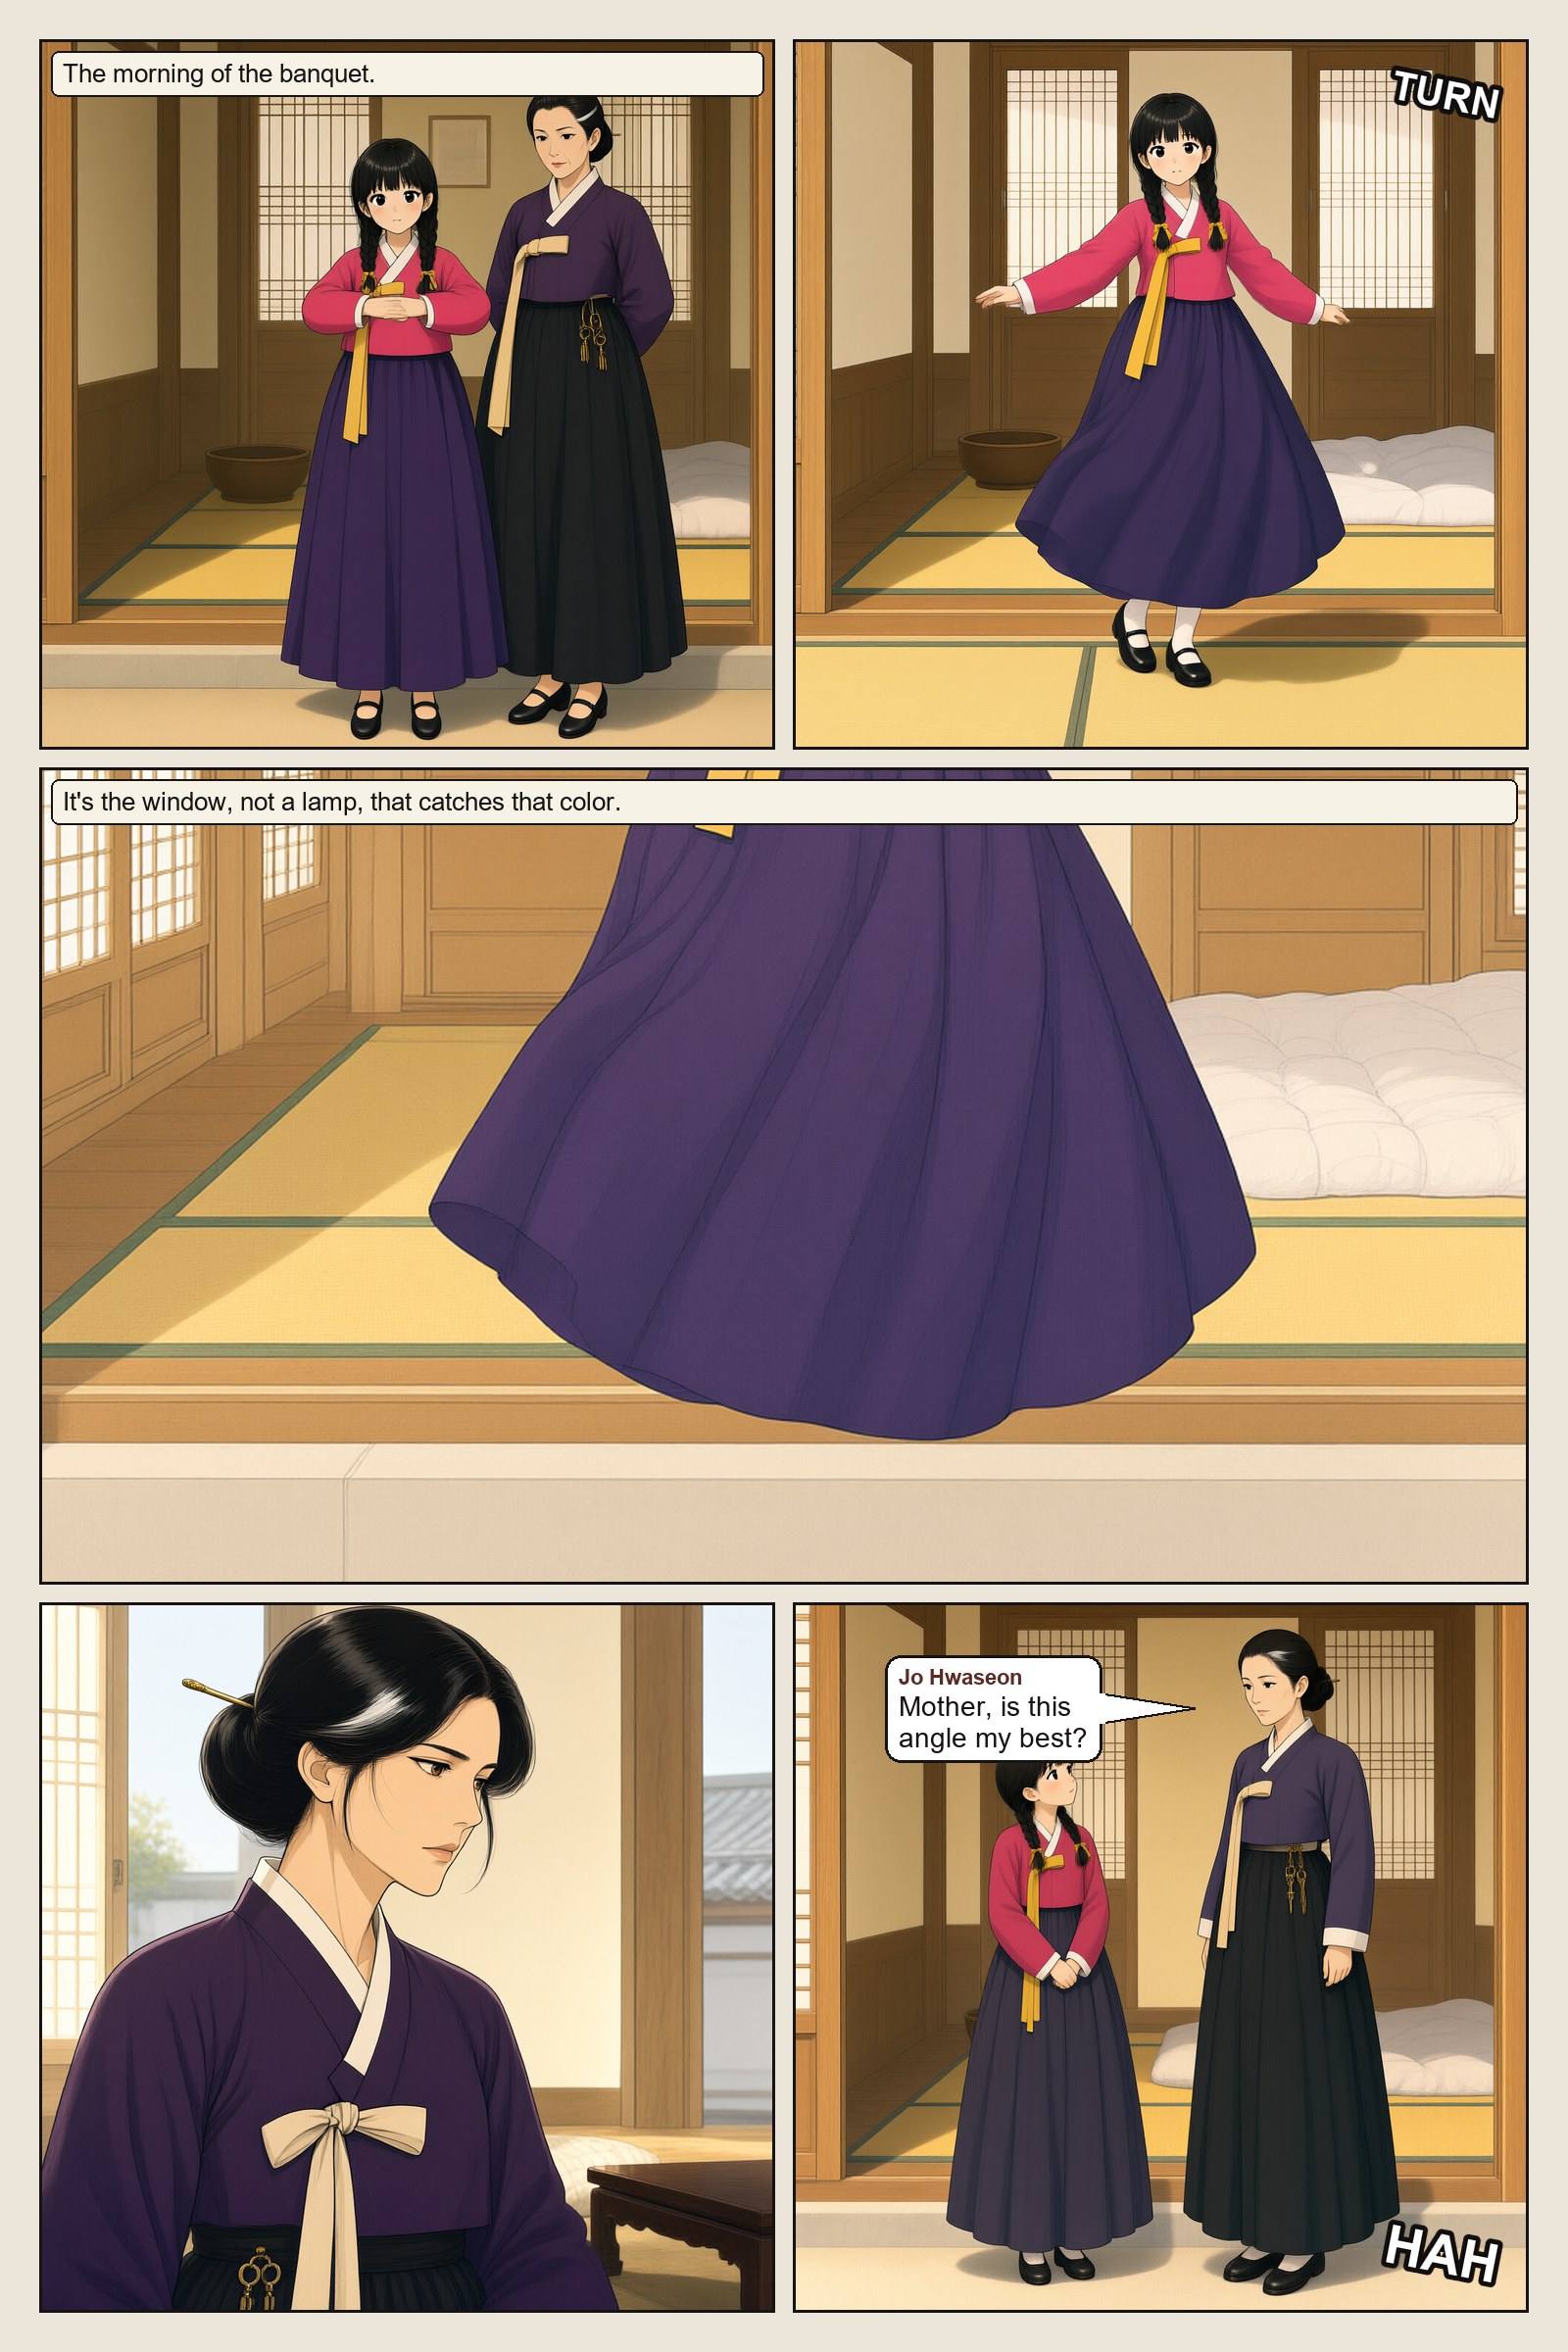 The morning of the banquet.
TURN
It's the window, not a lamp, that catches that color.
Jo Hwaseon
Mother, is this
angle my best?
HAH